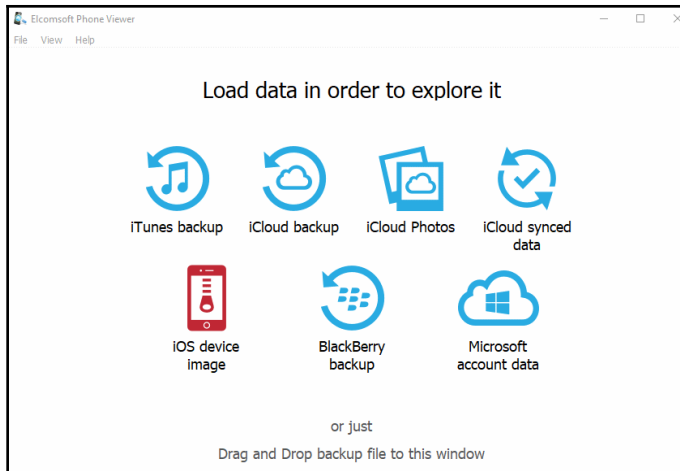 Elcomsoft Phone Viewer
File View Help
Load data in order to explore it
iTunes backup iCloud backup iCloud Photos iCloud synced
data
iOS device BlackBerry Microsoft
image backup account data
or just
Drag and Drop backup file to this window